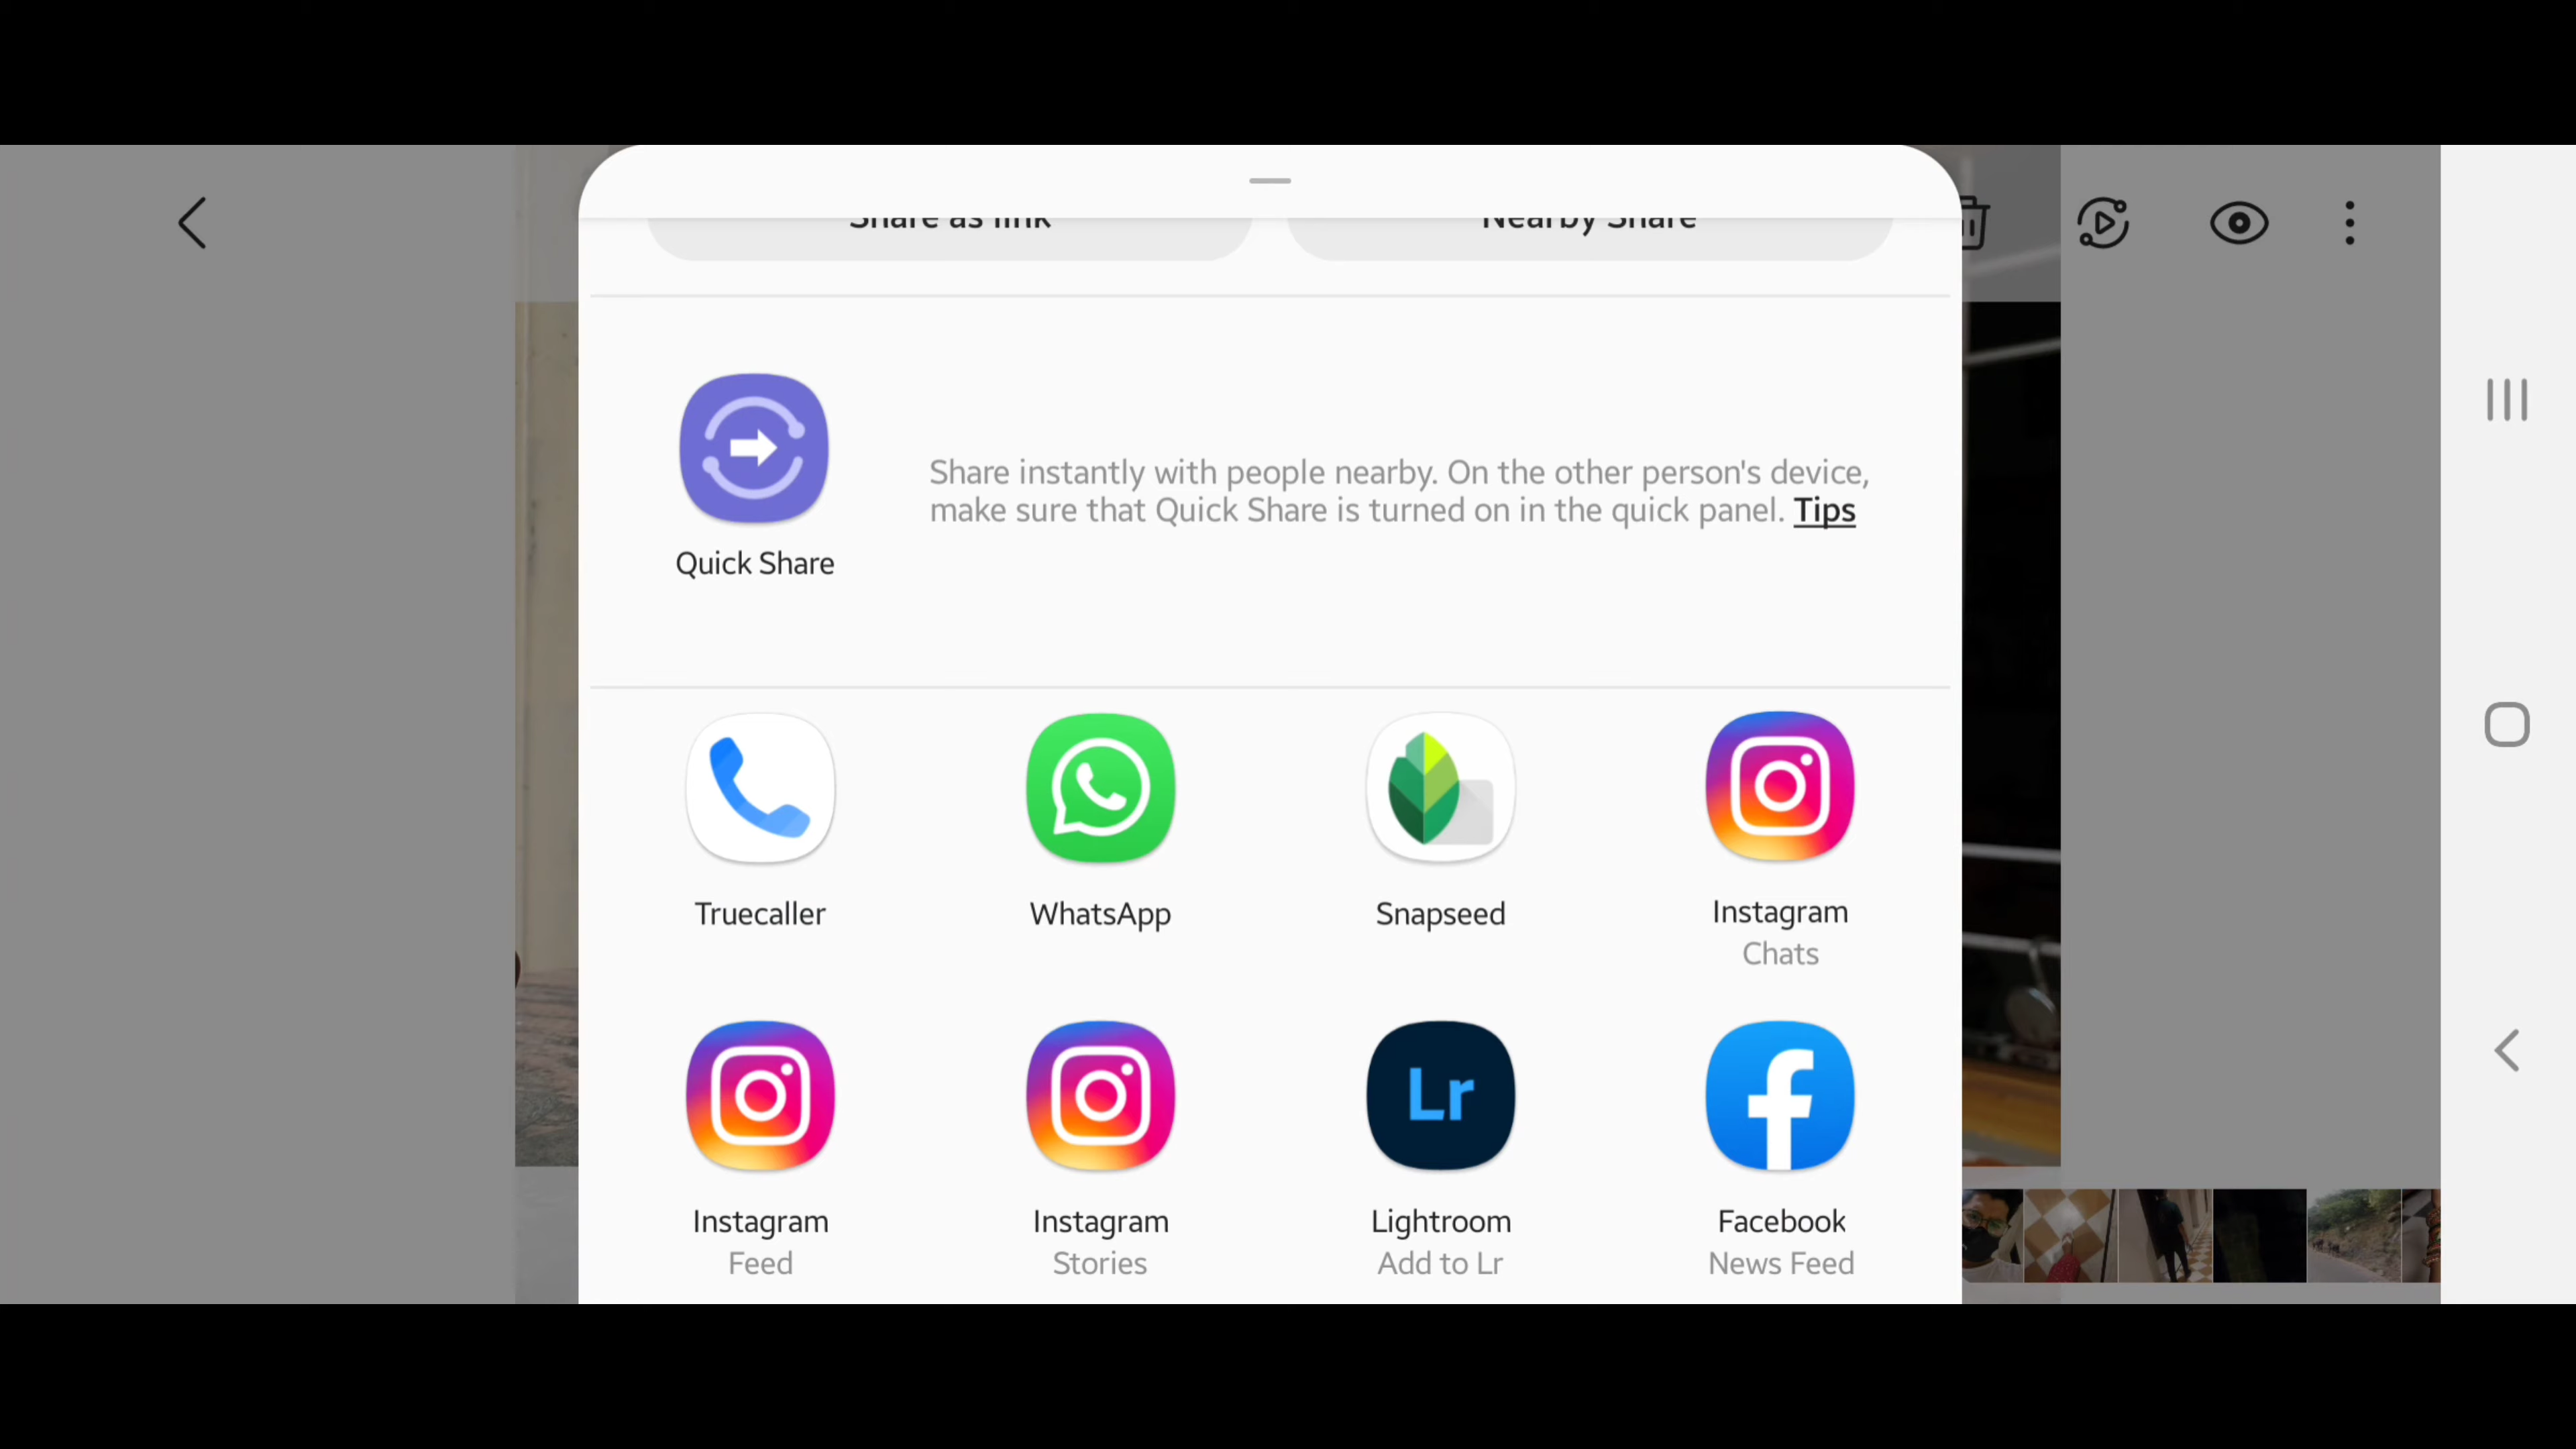 Share as link
Nearby Share
Share instantly with people nearby. On the other person's device,
make sure that Quick Share is turned on in the quick panel. Tips
Quick Share
Truecaller
WhatsApp
Snapseed
Instagram
Chats
Instagram
Feed
Instagram
Stories
Lr
Lightroom
Add to Lr
Facebook
News Feed